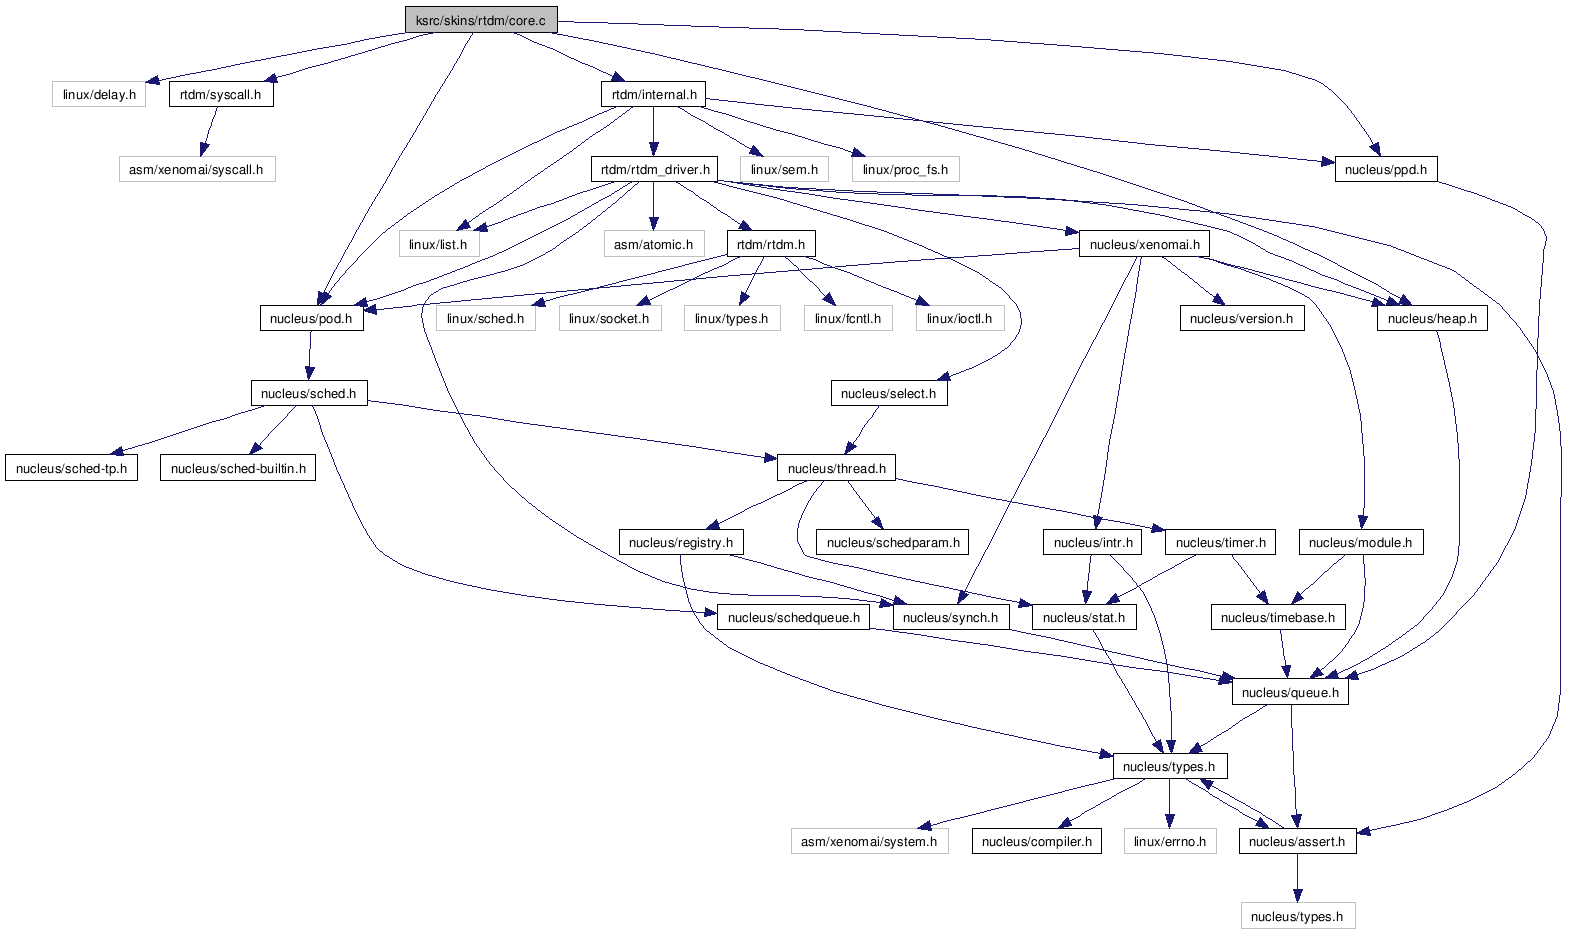 ksrc/skins/rtdm/core.c
linux/delay.h
rtdm/syscall.h
rtdm/internal.h
asm/xenomai/syscall.h
rtdm/rtdm_driver.h
linux/sem.h
linux/proc_fs.h
nucleus/ppd.h
linux/list.h
asm/atomic.h
rtdm/rtdm.h
nucleus/xenomai.h
nucleus/pod.h
linux/sched.h
linux/socket.h
linux/types.h
linux/fcntl.h
linux/ioctl.h
nucleus/version.h
nucleus/heap.h
nucleus/sched.h
nucleus/select.h
nucleus/sched-tp.h
nucleus/sched-builtin.h
nucleus/thread.h
nucleus/registry.h
nucleus/schedparam.h
nucleus/intr.h
nucleus/timer.h
nucleus/module.h
nucleus/schedqueue.h
nucleus/synch.h
nucleus/stat.h
nucleus/timebase.h
nucleus/queue.h
nucleus/types.h
asm/xenomai/system.h
nucleus/compiler.h
linux/errno.h
nucleus/assert.h
nucleus/types.h